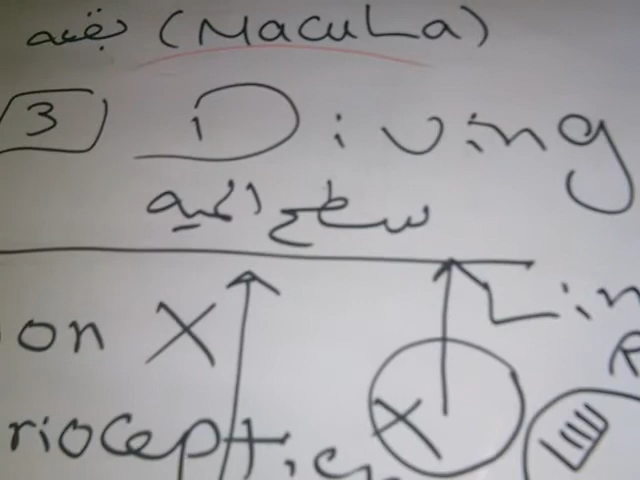 بقعه (Macula)
3 Diving
سطح المية
on X
Lin
X
R
riocepti